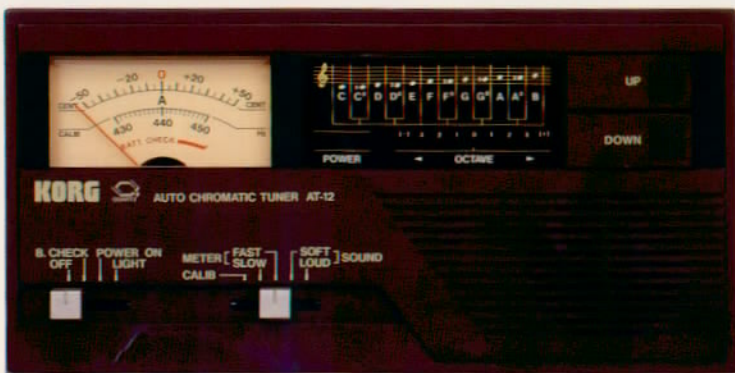 -50 -20 0 +20 +50
CENT A CENT
CALIB 430 440 450
BATT. CHECK
C C# D D# E F F# G G# A A# B
POWER ◄ OCTAVE ►
UP
DOWN
KORG AUTO CHROMATIC TUNER AT-12
B. CHECK POWER ON
OFF LIGHT
METER FAST
SLOW
CALIB
SOFT
LOUD SOUND